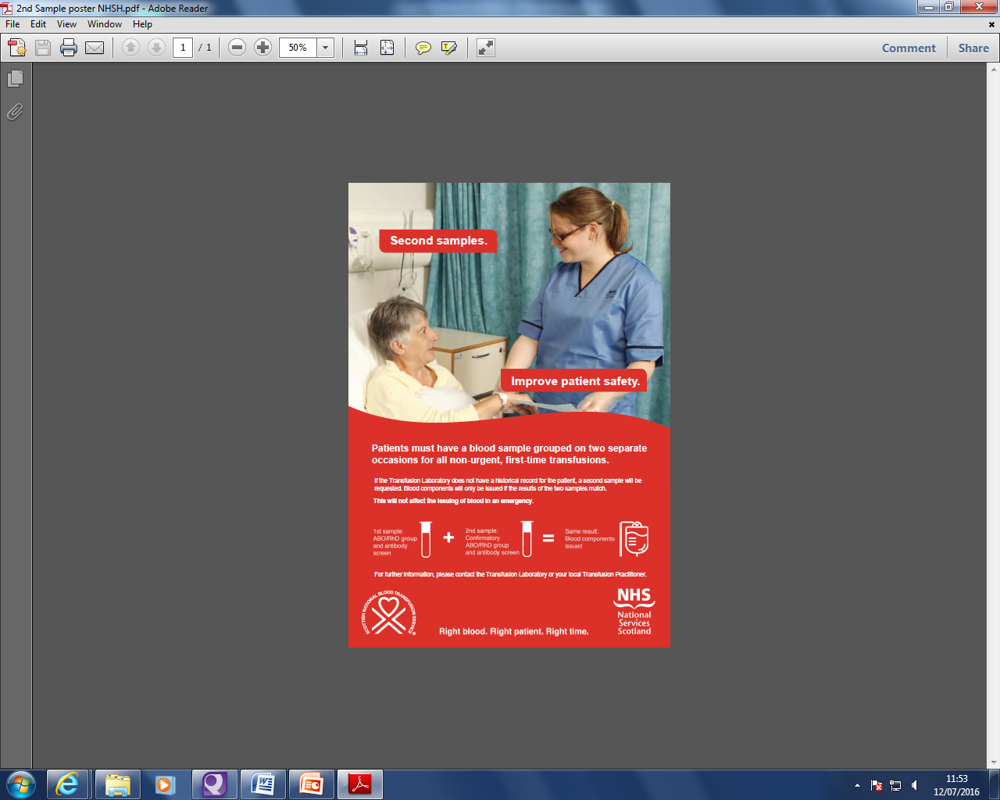 2nd Sample poster NHSH.pdf - Adobe Reader
File Edit View Window Help
1 / 1 50% Comment Share
Second samples.
Improve patient safety.
Patients must have a blood sample grouped on two separate
occasions for all non-urgent, first-time transfusions.
If the Transfusion Laboratory does not have a historical record for the patient, a second sample will be
requested. Blood components will only be issued if the results of the two samples match.
This will not affect the issuing of blood in an emergency.
1st sample:
ABO/RhD group
and antibody
screen
+
2nd sample:
Confirmatory
ABO/RhD group
and antibody screen
=
Same result:
Blood components
issued
For further information, please contact the Transfusion Laboratory or your local Transfusion Practitioner.
SCOTTISH NATIONAL BLOOD TRANSFUSION SERVICE ®
Right blood. Right patient. Right time.
NHS
National
Services
Scotland
11:53
12/07/2016